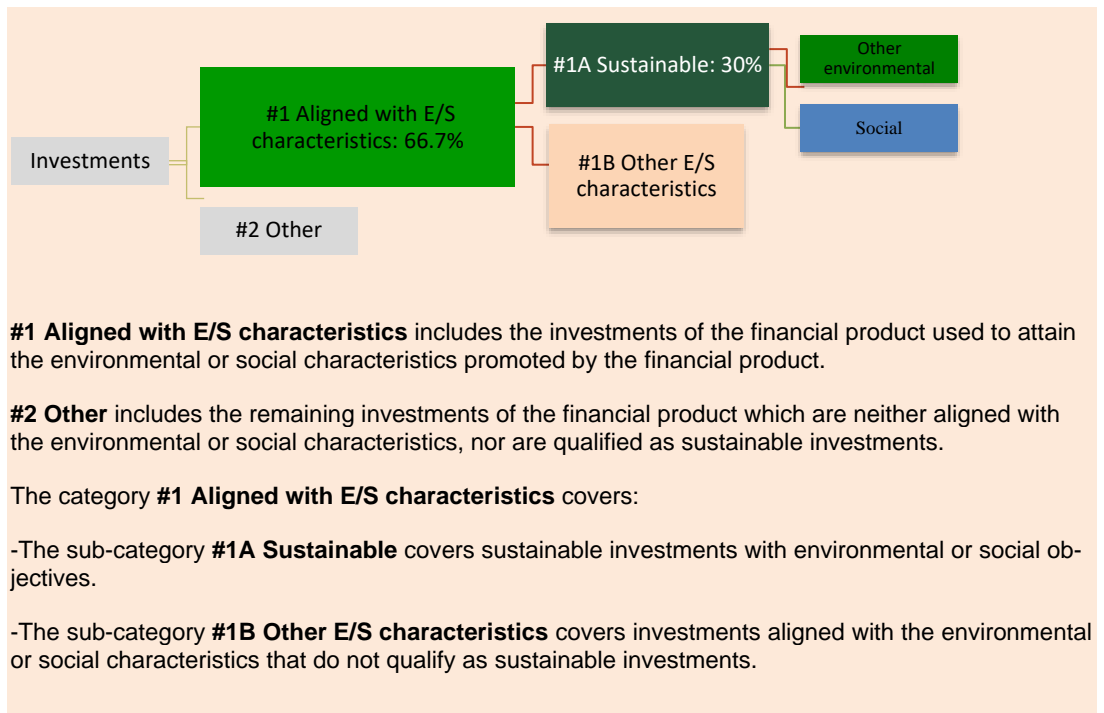 Other
environmental
#1A Sustainable: 30%
#1 Aligned with E/S
characteristics: 66.7%
Social
Investments
#1B Other E/S
characteristics
#2 Other
#1 Aligned with E/S characteristics includes the investments of the financial product used to attain
the environmental or social characteristics promoted by the financial product.
#2 Other includes the remaining investments of the financial product which are neither aligned with
the environmental or social characteristics, nor are qualified as sustainable investments.
The category #1 Aligned with E/S characteristics covers:
-The sub-category #1A Sustainable covers sustainable investments with environmental or social ob-
jectives.
-The sub-category #1B Other E/S characteristics covers investments aligned with the environmental
or social characteristics that do not qualify as sustainable investments.